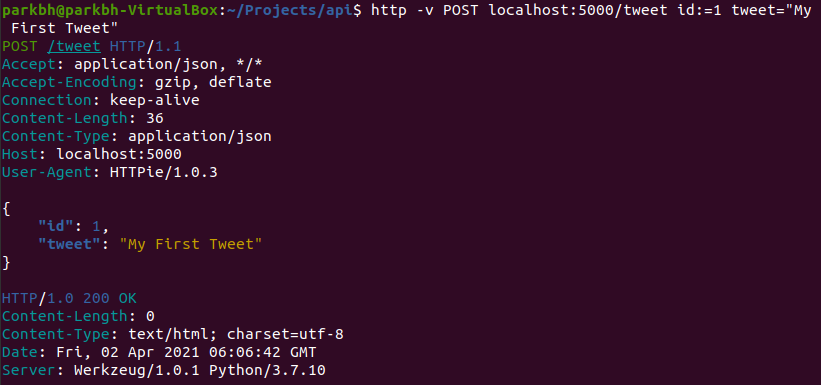 parkbh@parkbh-VirtualBox:~/Projects/api$ http -v POST localhost:5000/tweet id:=1 tweet="My
 First Tweet"
POST /tweet HTTP/1.1
Accept: application/json, */*
Accept-Encoding: gzip, deflate
Connection: keep-alive
Content-Length: 36
Content-Type: application/json
Host: localhost:5000
User-Agent: HTTPie/1.0.3

{
    "id": 1,
    "tweet": "My First Tweet"
}

HTTP/1.0 200 OK
Content-Length: 0
Content-Type: text/html; charset=utf-8
Date: Fri, 02 Apr 2021 06:06:42 GMT
Server: Werkzeug/1.0.1 Python/3.7.10